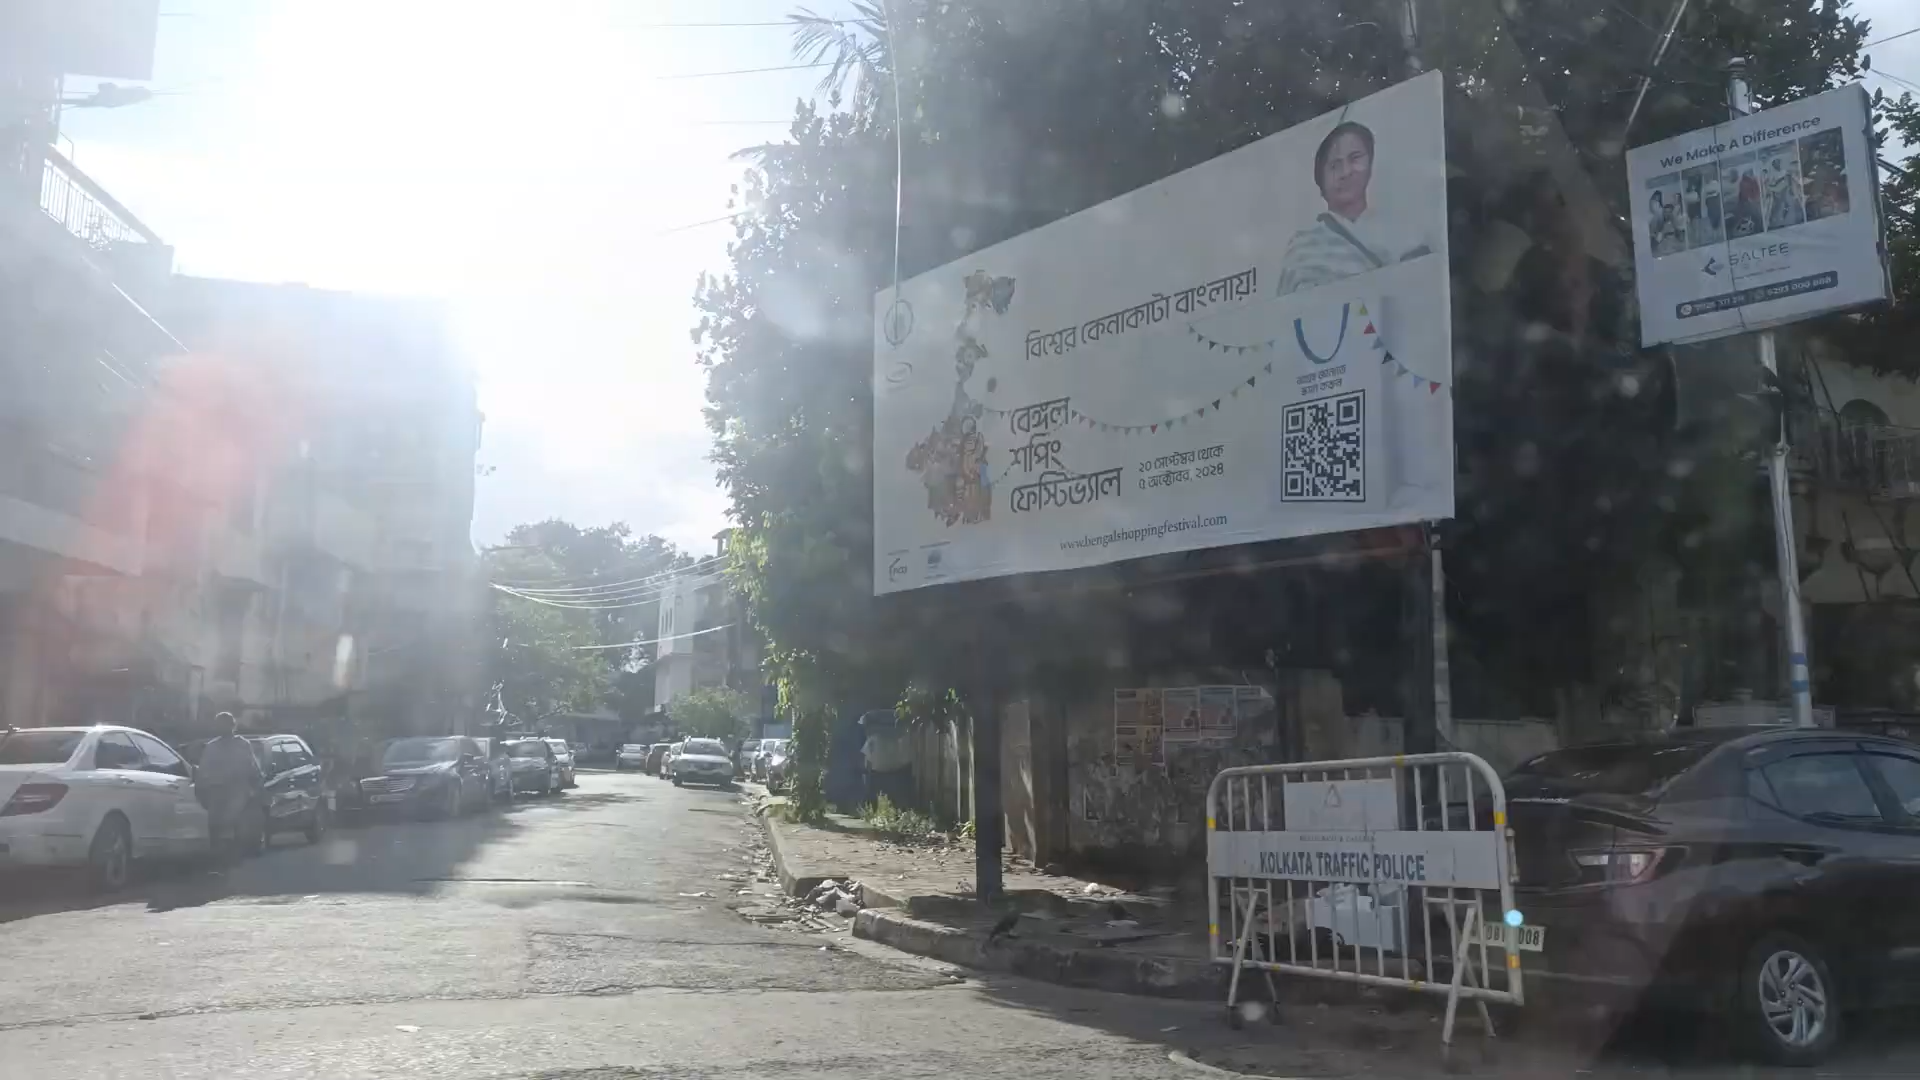 বিশ্বের কেনাকাটা বাংলায়!
বেঙ্গল
শপিং
ফেস্টিভ্যাল
২০ সেপ্টেম্বর থেকে
৫ অক্টোবর, ২০২৪
www.bengalshoppingfestival.com
We Make A Difference
SALTEE
KOLKATA TRAFFIC POLICE